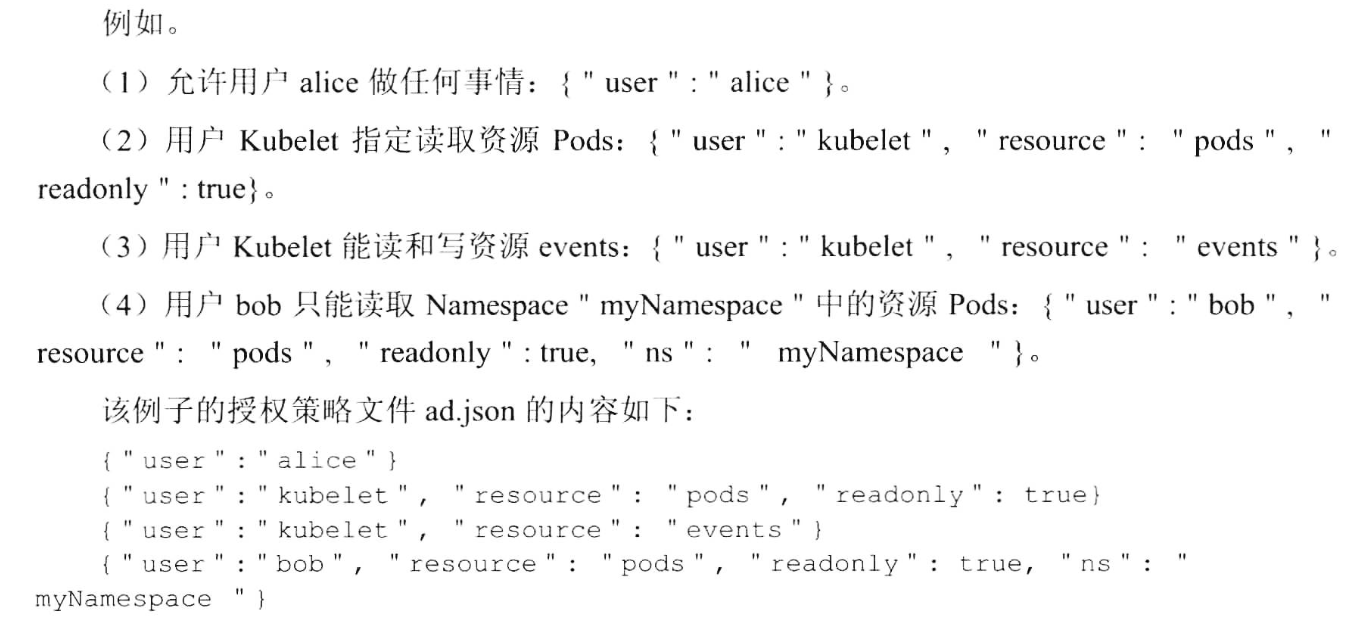 例如。
（1）允许用户 alice 做任何事情：{ " user " : " alice " }。
（2）用户 Kubelet 指定读取资源 Pods：{ " user " : " kubelet " , " resource " : " pods " , "
readonly " : true}。
（3）用户 Kubelet 能读和写资源 events：{ " user " : " kubelet " , " resource " : " events " }。
（4）用户 bob 只能读取 Namespace " myNamespace " 中的资源 Pods：{ " user " : " bob " , "
resource " : " pods " , " readonly " : true, " ns " : " myNamespace " }。
该例子的授权策略文件 ad.json 的内容如下：
{ " user " : " alice " }
{ " user " : " kubelet " , " resource " : " pods " , " readonly " : true}
{ " user " : " kubelet " , " resource " : " events " }
{ " user " : " bob " , " resource " : " pods " , " readonly " : true, " ns " : "
myNamespace " }